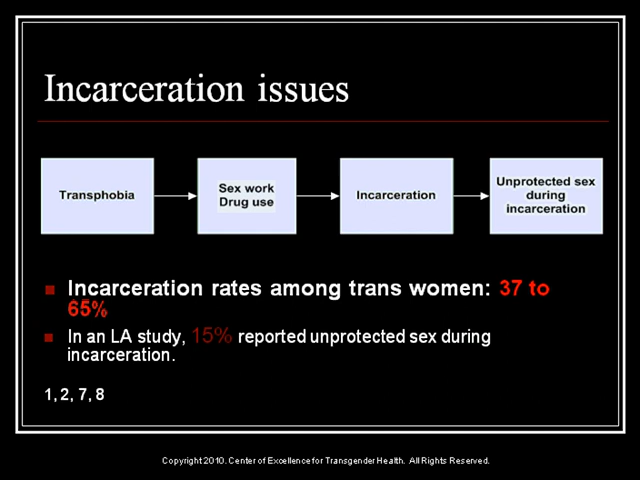 Incarceration issues
Transphobia
Sex work
Drug use
Incarceration
Unprotected sex
during
incarceration
Incarceration rates among trans women: 37 to
65%
In an LA study, 15% reported unprotected sex during
incarceration.
1, 2, 7, 8
Copyright 2010. Center of Excellence for Transgender Health. All Rights Reserved.